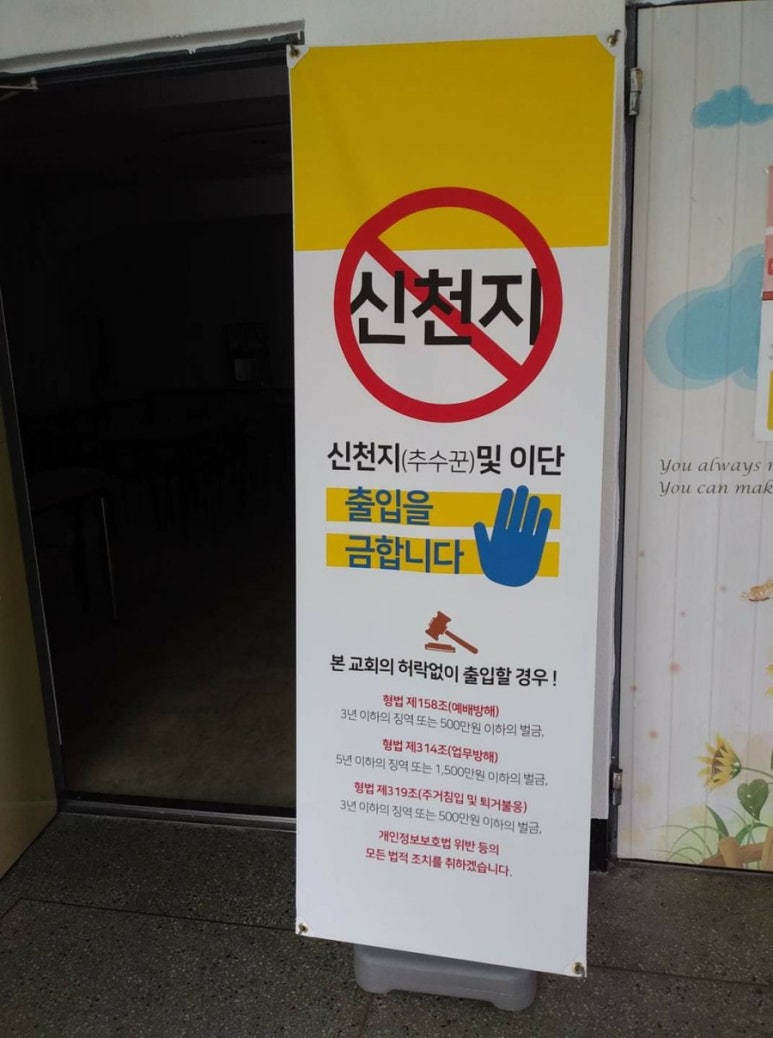 신천지
신천지(추수꾼)및 이단
출입을
금합니다
본 교회의 허락없이 출입할 경우!
형법 제158조(예배방해)
3년 이하의 징역 또는 500만원 이하의 벌금,
형법 제314조(업무방해)
5년 이하의 징역 또는 1,500만원 이하의 벌금,
형법 제319조(주거침입 및 퇴거불응)
3년 이하의 징역 또는 500만원 이하의 벌금,
개인정보보호법 위반 등의
모든 법적 조치를 취하겠습니다.
You always
You can